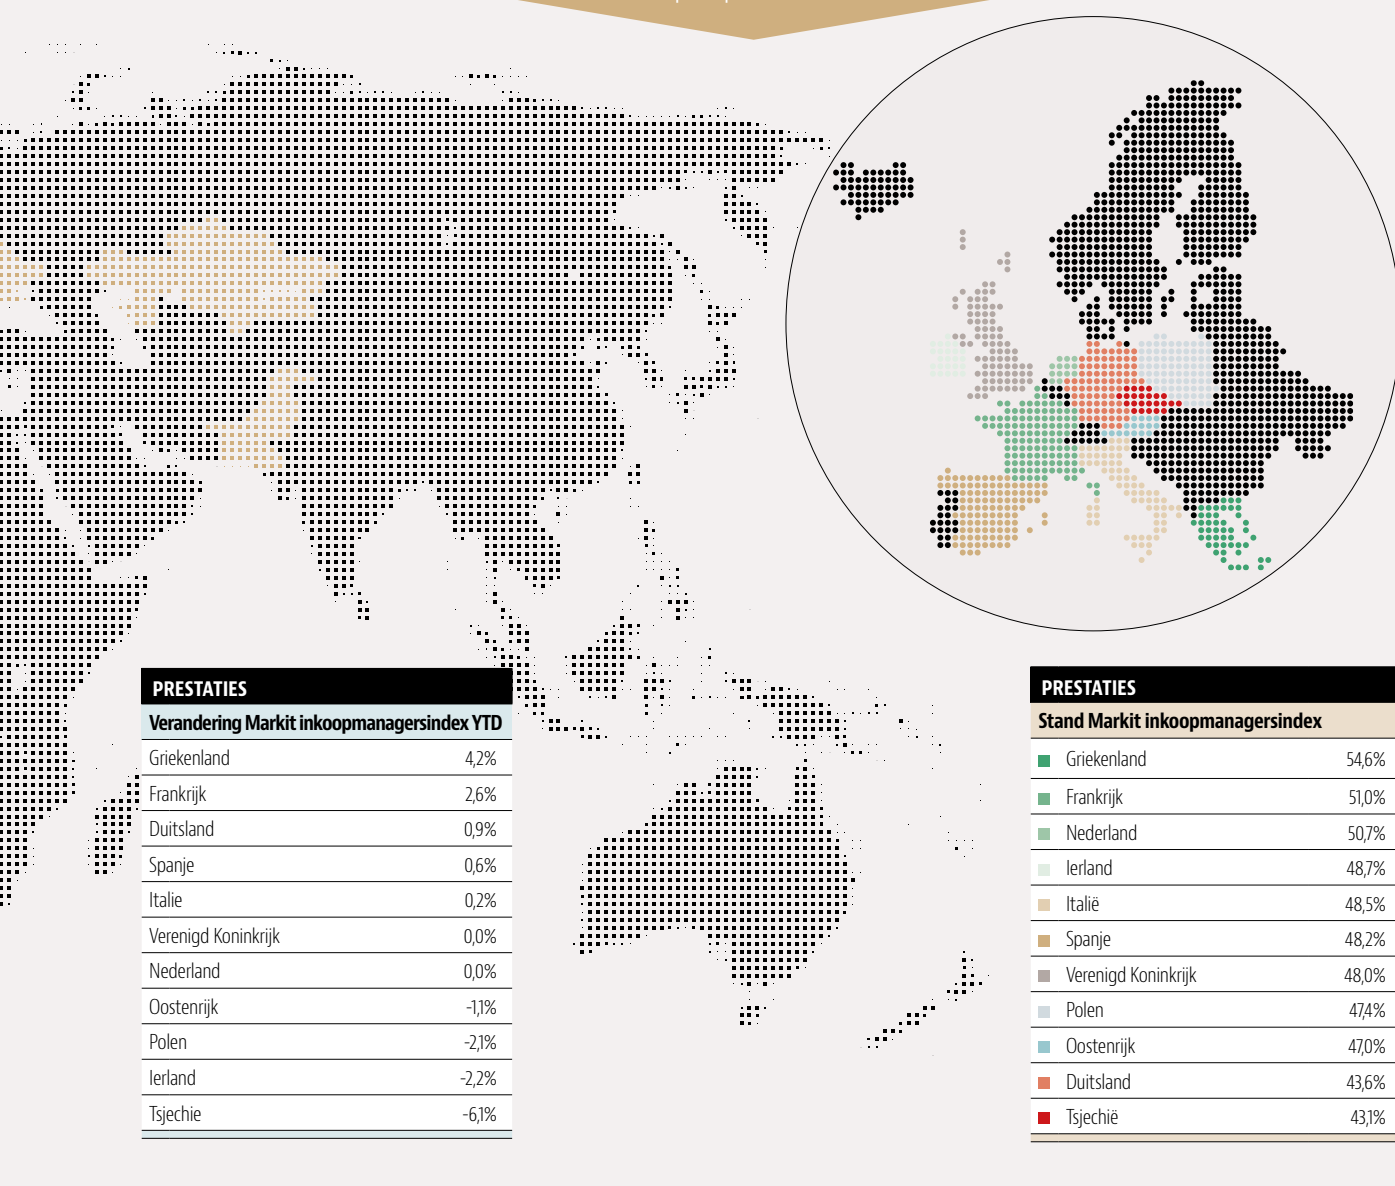 PRESTATIES
Verandering Markit inkoopmanagersindex YTD
Griekenland 4,2%
Frankrijk 2,6%
Duitsland 0,9%
Spanje 0,6%
Italie 0,2%
Verenigd Koninkrijk 0,0%
Nederland 0,0%
Oostenrijk -1,1%
Polen -2,1%
Ierland -2,2%
Tsjechie -6,1%
PRESTATIES
Stand Markit inkoopmanagersindex
Griekenland 54,6%
Frankrijk 51,0%
Nederland 50,7%
Ierland 48,7%
Italië 48,5%
Spanje 48,2%
Verenigd Koninkrijk 48,0%
Polen 47,4%
Oostenrijk 47,0%
Duitsland 43,6%
Tsjechië 43,1%